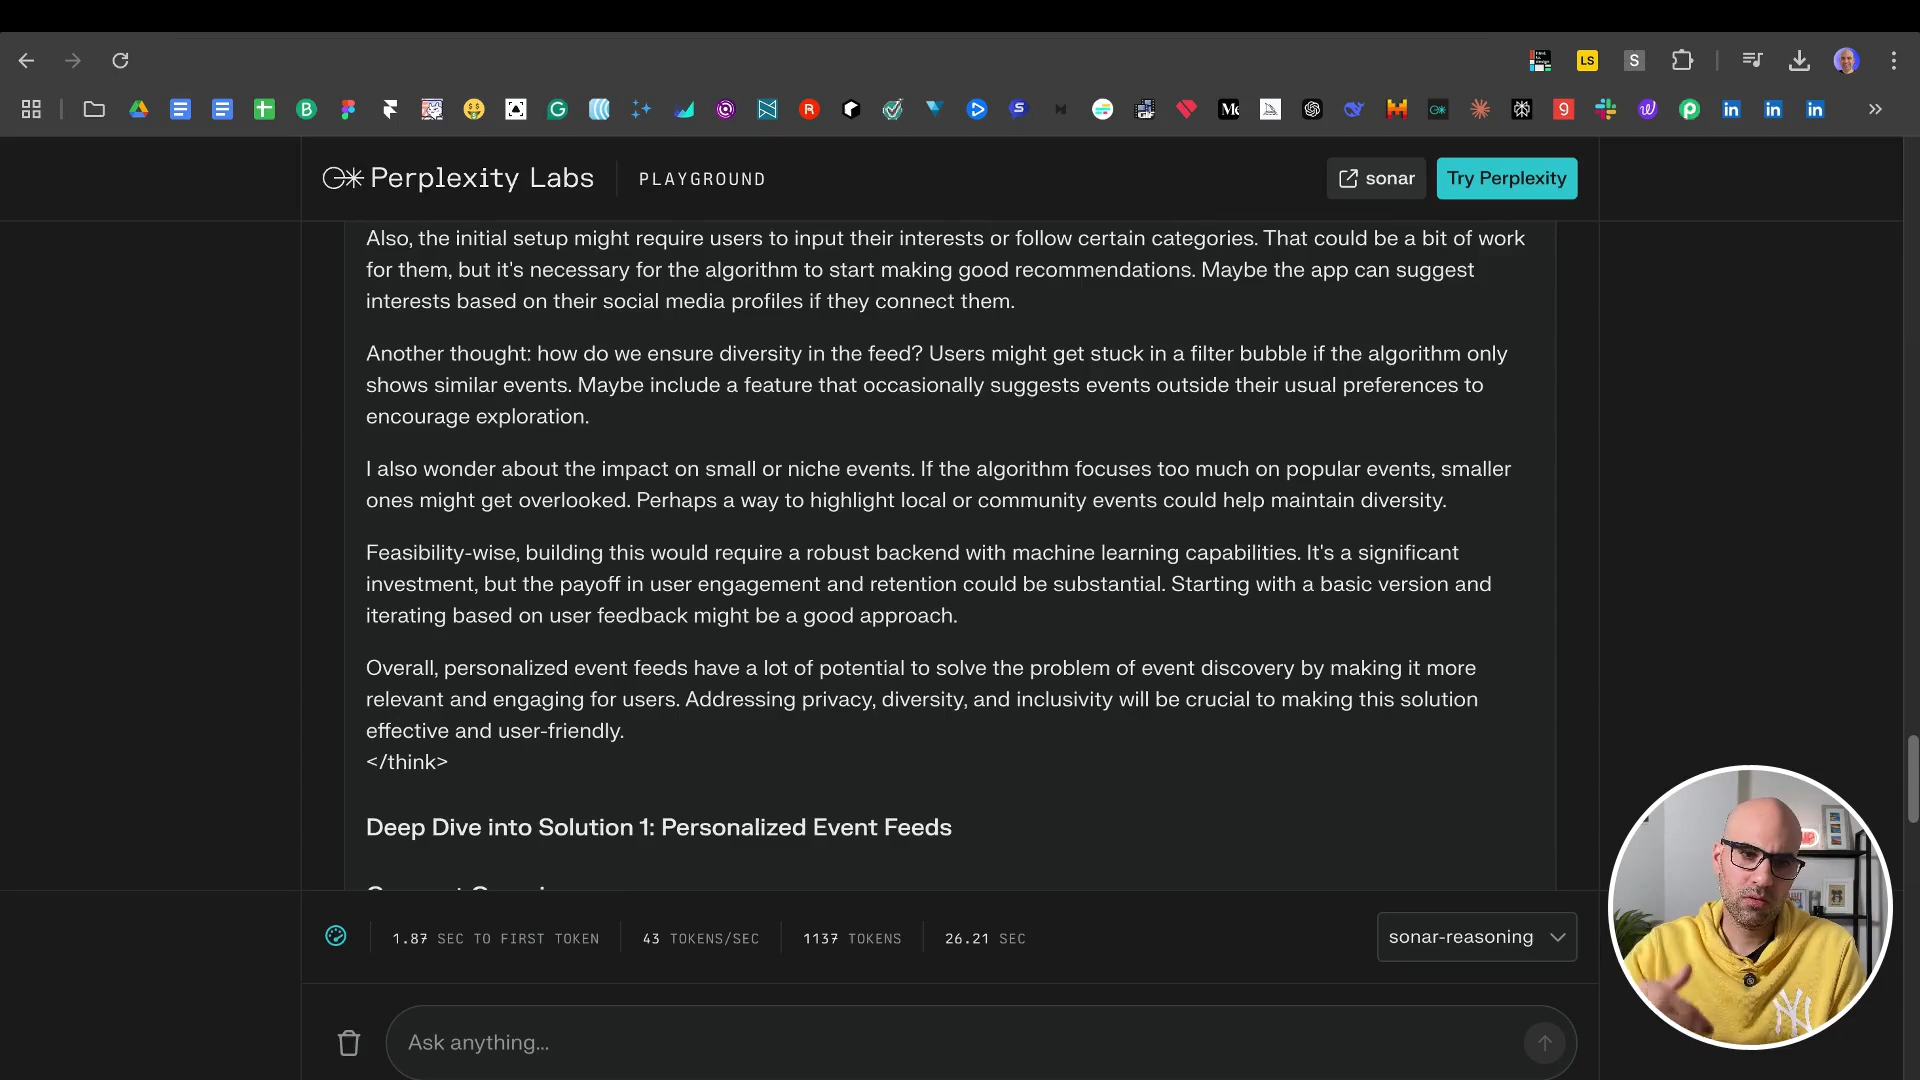 LS
S
Perplexity Labs
PLAYGROUND
sonar
Try Perplexity
Also, the initial setup might require users to input their interests or follow certain categories. That could be a bit of work
for them, but it's necessary for the algorithm to start making good recommendations. Maybe the app can suggest
interests based on their social media profiles if they connect them.
Another thought: how do we ensure diversity in the feed? Users might get stuck in a filter bubble if the algorithm only
shows similar events. Maybe include a feature that occasionally suggests events outside their usual preferences to
encourage exploration.
I also wonder about the impact on small or niche events. If the algorithm focuses too much on popular events, smaller
ones might get overlooked. Perhaps a way to highlight local or community events could help maintain diversity.
Feasibility-wise, building this would require a robust backend with machine learning capabilities. It's a significant
investment, but the payoff in user engagement and retention could be substantial. Starting with a basic version and
iterating based on user feedback might be a good approach.
Overall, personalized event feeds have a lot of potential to solve the problem of event discovery by making it more
relevant and engaging for users. Addressing privacy, diversity, and inclusivity will be crucial to making this solution
effective and user-friendly.
</think>
Deep Dive into Solution 1: Personalized Event Feeds
1.87 SEC TO FIRST TOKEN
43 TOKENS/SEC
1137 TOKENS
26.21 SEC
sonar-reasoning
Ask anything...
NY